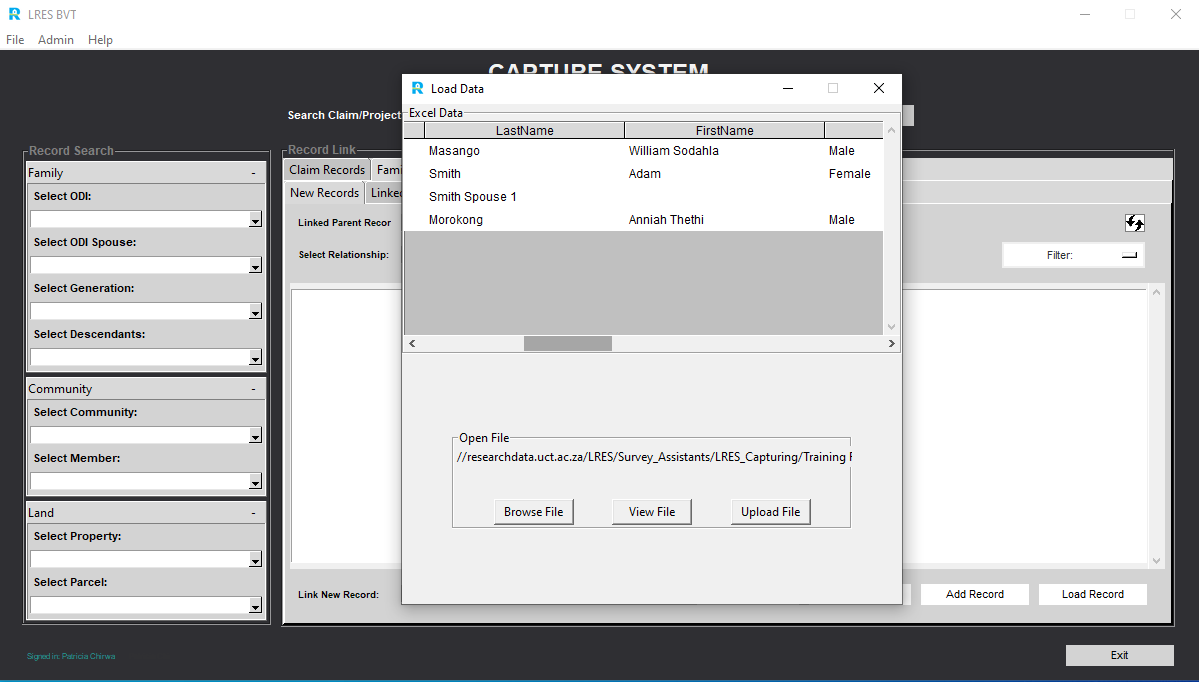 LRES BVT
File Admin Help
CAPTURE SYSTEM
Search Claim/Project
Record Search
Family -
Select ODI:
Select ODI Spouse:
Select Generation:
Select Descendants:
Community -
Select Community:
Select Member:
Land -
Select Property:
Select Parcel:
Record Link
Claim Records Fami
New Records Linked
Linked Parent Recor
Select Relationship:
Filter:
Link New Record:
Add Record Load Record
Load Data
Excel Data
LastName FirstName
Masango William Sodahla Male
Smith Adam Female
Smith Spouse 1
Morokong Anniah Thethi Male
Open File
//researchdata.uct.ac.za/LRES/Survey_Assistants/LRES_Capturing/Training
Browse File View File Upload File
Signed in: Patricia Chirwa
Exit